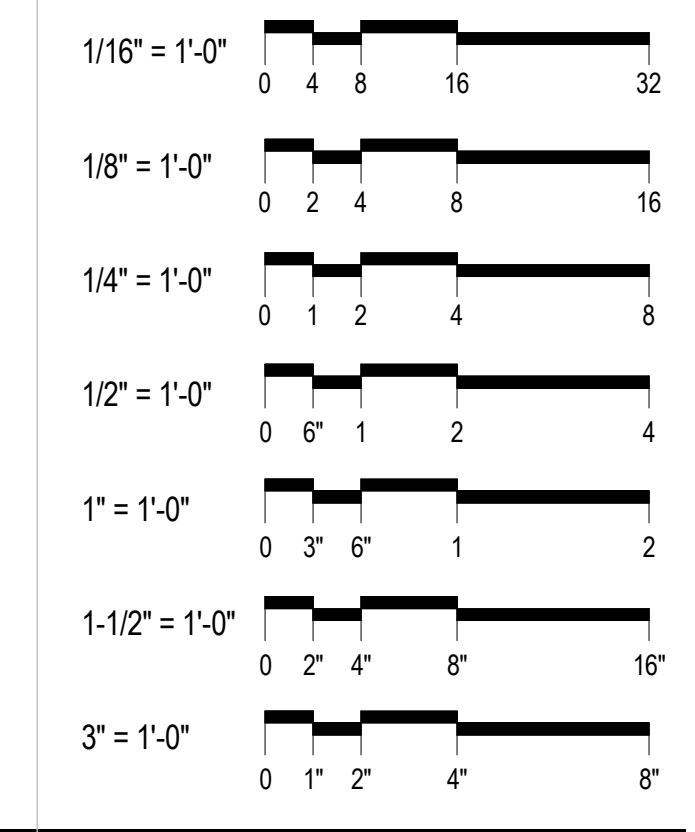 1/16" = 1'-0"
0 4 8 16 32
1/8" = 1'-0"
0 2 4 8 16
1/4" = 1'-0"
0 1 2 4 8
1/2" = 1'-0"
0 6" 1 2 4
1" = 1'-0"
0 3" 6" 1 2
1-1/2" = 1'-0"
0 2" 4" 8" 16"
3" = 1'-0"
0 1" 2" 4" 8"